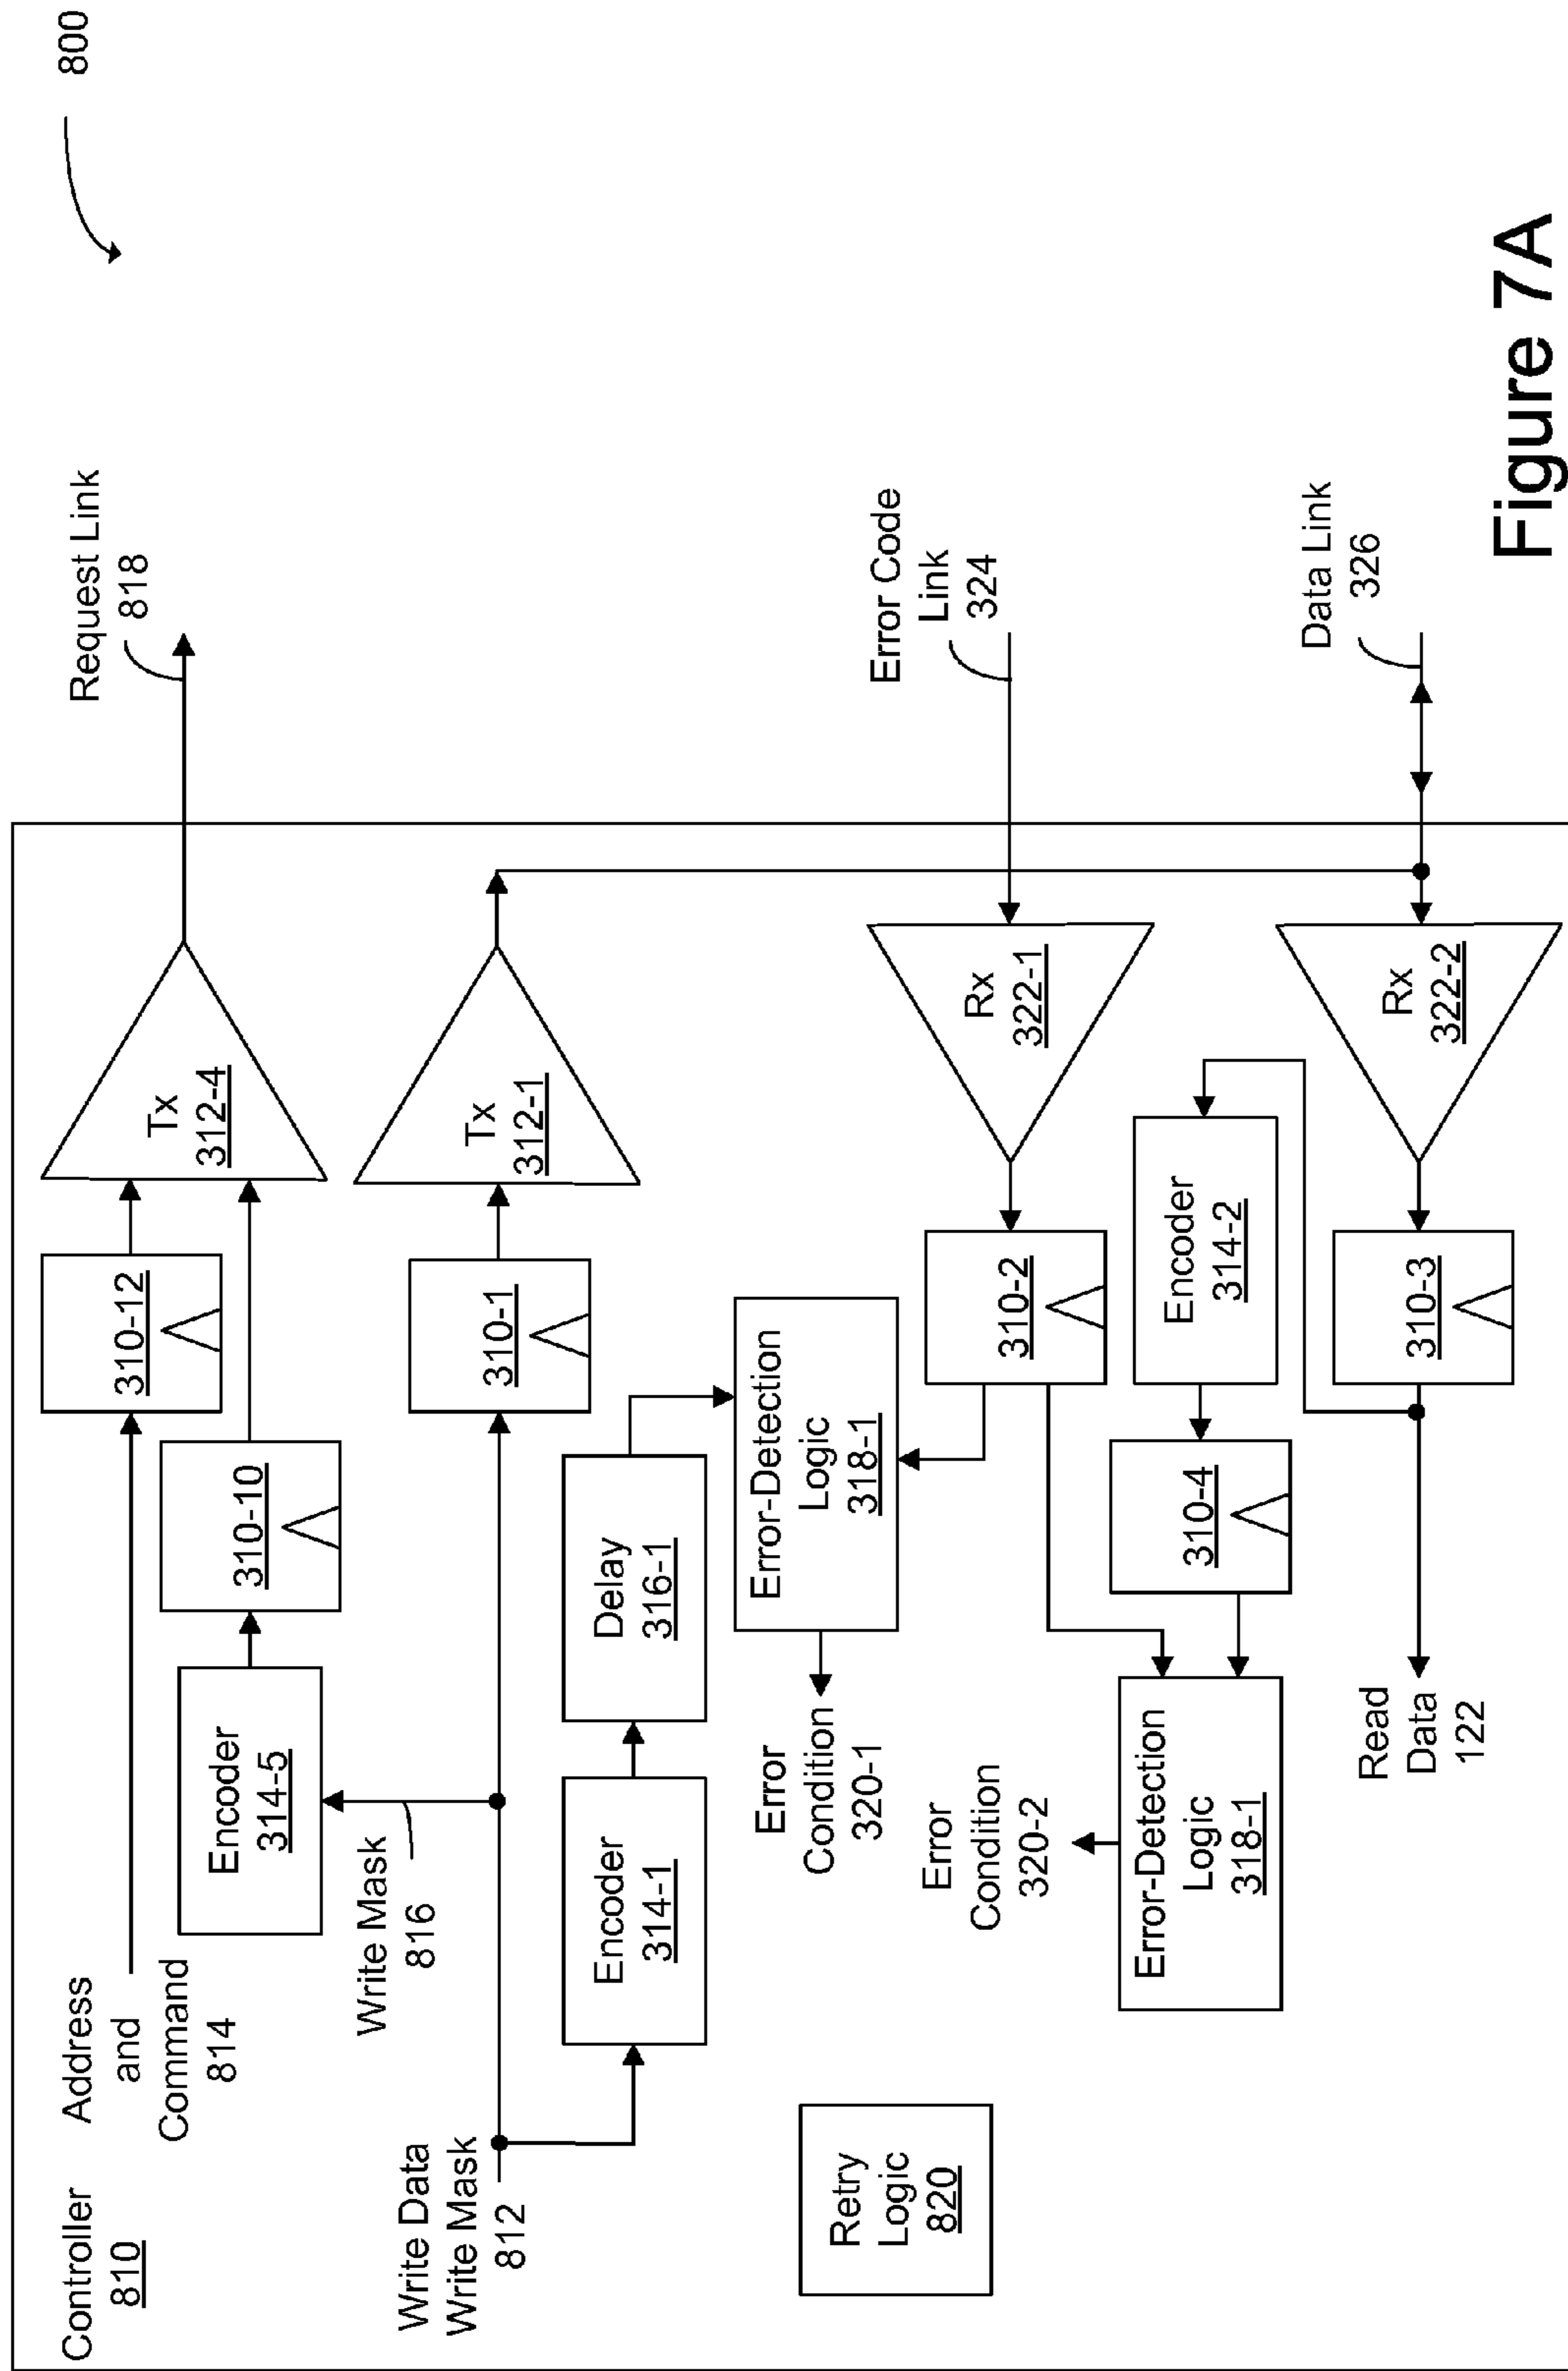 800
Controller
810
Address
and
Command
814
310-12
Tx
312-4
Request Link
818
Encoder
314-5
310-10
Write Mask
816
Write Data
Write Mask
812
310-1
Tx
312-1
Encoder
314-1
Delay
316-1
Error-Detection
Logic
318-1
Error
Condition
320-1
Retry
Logic
820
310-2
Rx
322-1
Error Code
Link
324
Error
Condition
320-2
Error-Detection
Logic
318-1
310-4
Encoder
314-2
Read
Data
122
310-3
Rx
322-2
Data Link
326
Figure 7A